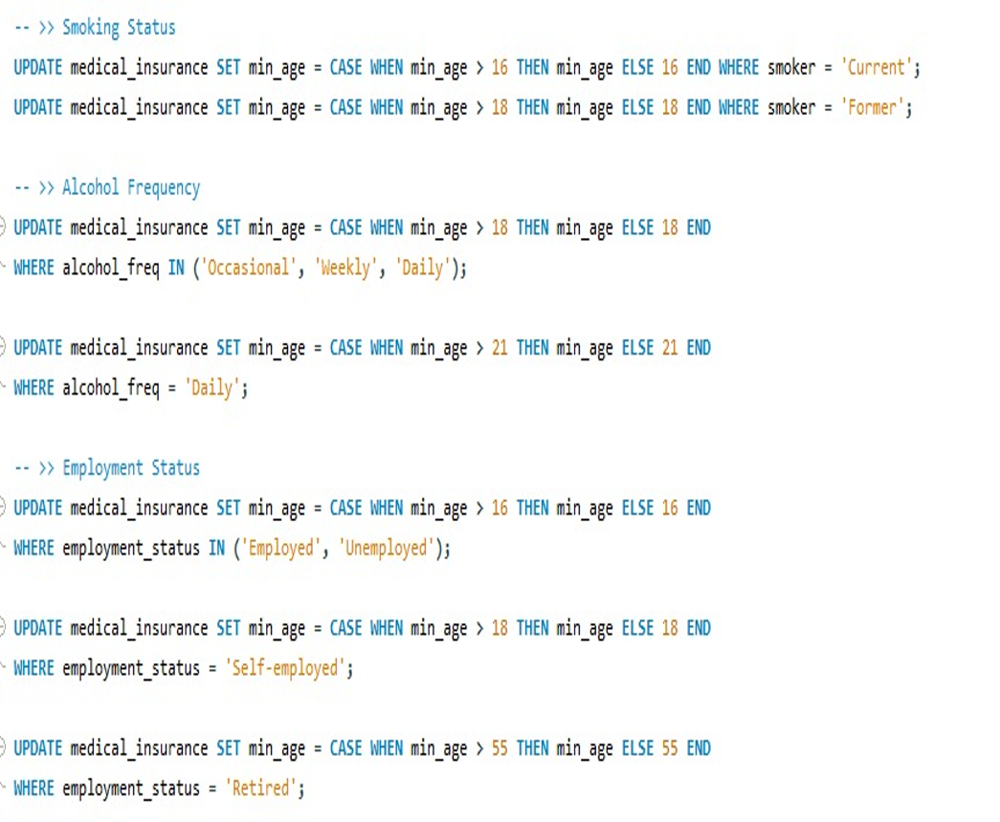 -- >> Smoking Status
UPDATE medical_insurance SET min_age = CASE WHEN min_age > 16 THEN min_age ELSE 16 END WHERE smoker = 'Current';
UPDATE medical_insurance SET min_age = CASE WHEN min_age > 18 THEN min_age ELSE 18 END WHERE smoker = 'Former';
-- >> Alcohol Frequency
UPDATE medical_insurance SET min_age = CASE WHEN min_age > 18 THEN min_age ELSE 18 END
WHERE alcohol_freq IN ('Occasional', 'Weekly', 'Daily');
UPDATE medical_insurance SET min_age = CASE WHEN min_age > 21 THEN min_age ELSE 21 END
WHERE alcohol_freq = 'Daily';
-- >> Employment Status
UPDATE medical_insurance SET min_age = CASE WHEN min_age > 16 THEN min_age ELSE 16 END
WHERE employment_status IN ('Employed', 'Unemployed');
UPDATE medical_insurance SET min_age = CASE WHEN min_age > 18 THEN min_age ELSE 18 END
WHERE employment_status = 'Self-employed';
UPDATE medical_insurance SET min_age = CASE WHEN min_age > 55 THEN min_age ELSE 55 END
WHERE employment_status = 'Retired';